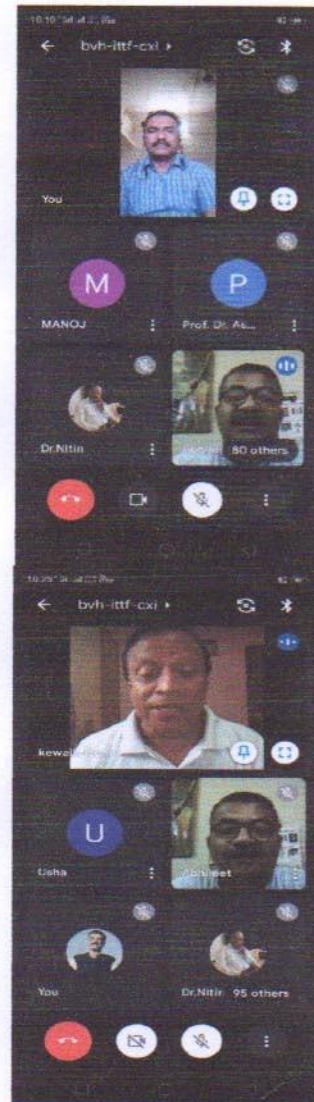 bvh-ittf-cxi
You
M
P
MANOJ
Prof. Dr. As...
Dr.Nitin
80 others
bvh-ittf-cxi
U
Usha
Abhijeet
You
Dr.Nitin
95 others